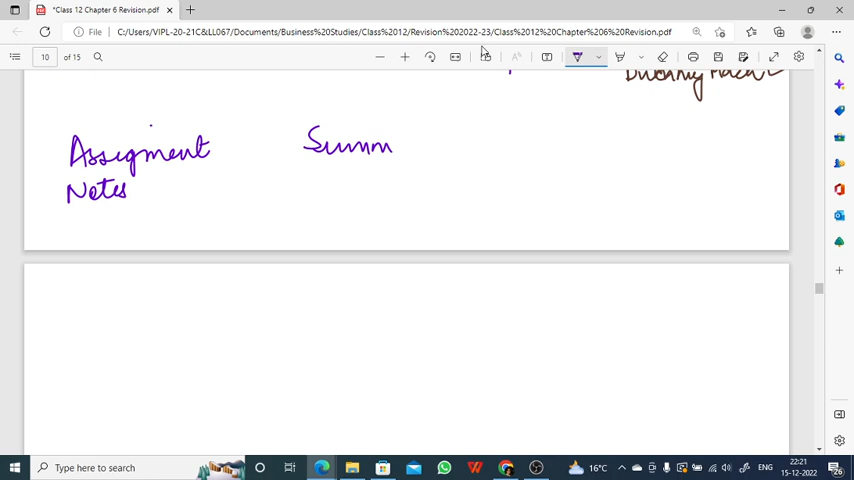 *Class 12 Chapter 6 Revision.pdf
File
C:/Users/VIPL-20-21C&LL067/Documents/Business%20Studies/Class%2012/Revision%202022-23/Class%2012%20Chapter%206%20Revision.pdf
10 of 15
Assigment
Summ
Notes
Type here to search
16°C
ENG
22:21
15-12-2022
26